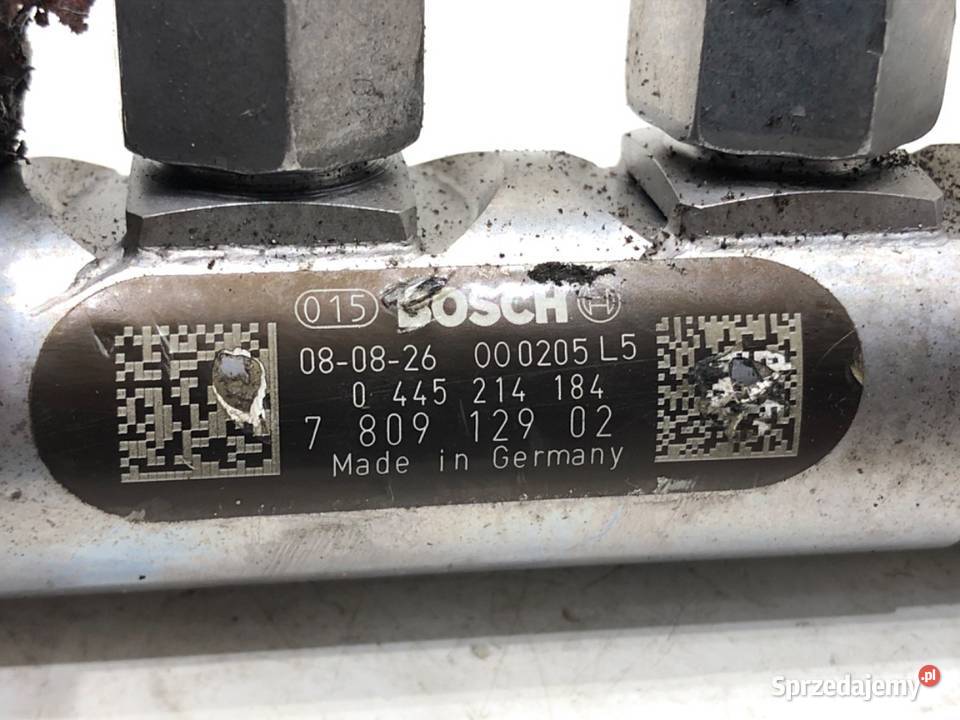 015 BOSCH
08-08-26 000205 L5
0 445 214 184
7 809 129 02
Made in Germany
Sprzedajemy.pl